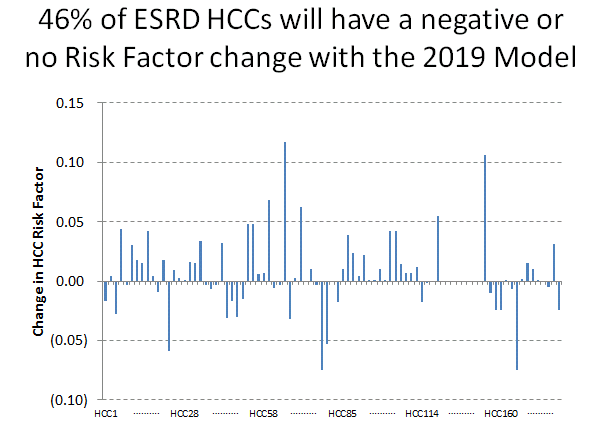 46% of ESRD HCCs will have a negative or
no Risk Factor change with the 2019 Model
0.15
0.10
0.05
0.00
(0.05)
(0.10)
Change in HCC Risk Factor
HCC1 ·········· HCC28 ·········· HCC58 ·········· HCC85 ·········· HCC114 ·········· HCC160 ··········